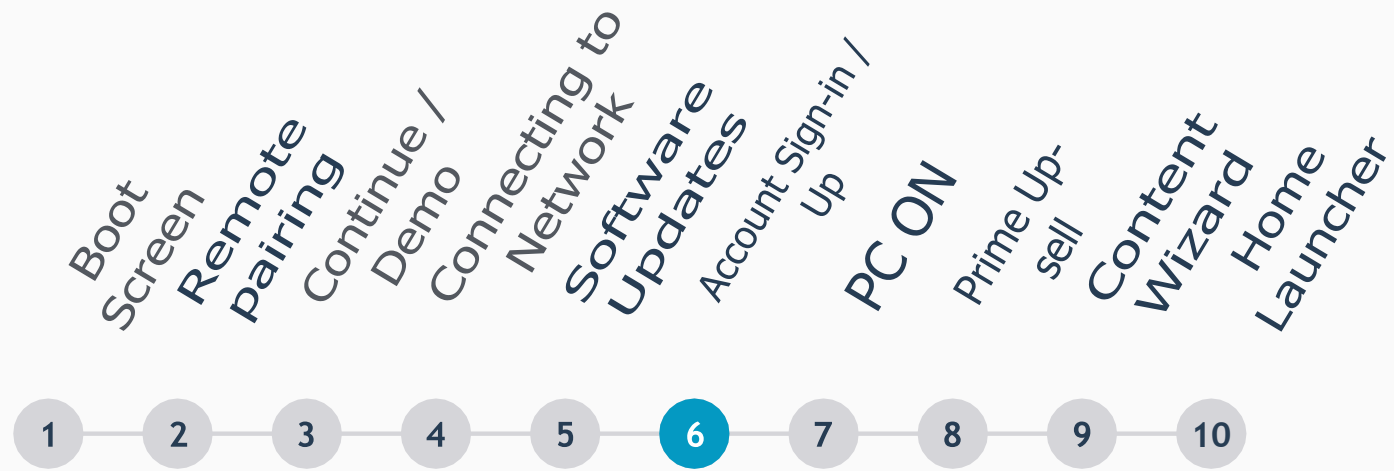 Boot
Screen
Remote
pairing
Continue /
Demo
Connecting to
Network
Software
Updates
Account Sign-in /
Up
PC ON
Prime Up-
sell
Content
Wizard
Home
Launcher
1
2
3
4
5
6
7
8
9
10